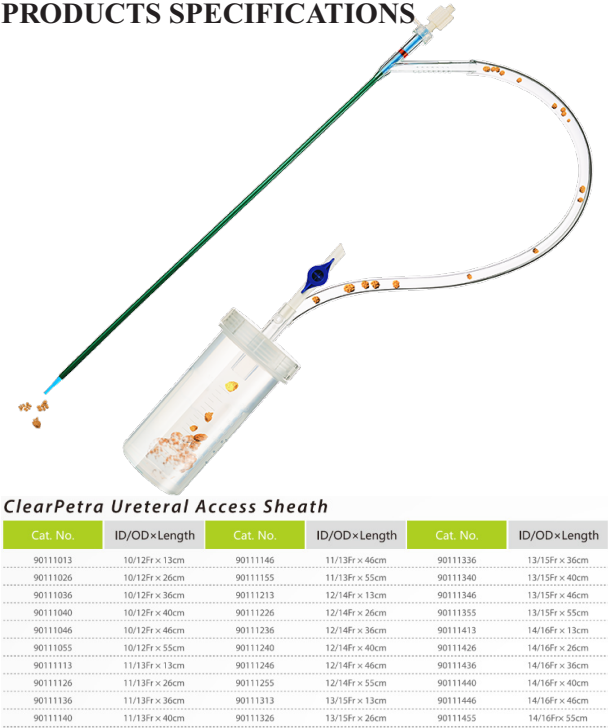 PRODUCTS SPECIFICATIONS
ClearPetra Ureteral Access Sheath
Cat. No. ID/OD×Length Cat. No. ID/OD×Length Cat. No. ID/OD×Length
90111013 10/12Fr × 13cm 90111146 11/13Fr × 46cm 90111336 13/15Fr × 36cm
90111026 10/12Fr × 26cm 90111155 11/13Fr × 55cm 90111340 13/15Fr × 40cm
90111036 10/12Fr × 36cm 90111213 12/14Fr × 13cm 90111346 13/15Fr × 46cm
90111040 10/12Fr × 40cm 90111226 12/14Fr × 26cm 90111355 13/15Fr × 55cm
90111046 10/12Fr × 46cm 90111236 12/14Fr × 36cm 90111413 14/16Fr × 13cm
90111055 10/12Fr × 55cm 90111240 12/14Fr × 40cm 90111426 14/16Fr × 26cm
90111113 11/13Fr × 13cm 90111246 12/14Fr × 46cm 90111436 14/16Fr × 36cm
90111126 11/13Fr × 26cm 90111255 12/14Fr × 55cm 90111440 14/16Fr × 40cm
90111136 11/13Fr × 36cm 90111313 13/15Fr × 13cm 90111446 14/16Fr × 46cm
90111140 11/13Fr × 40cm 90111326 13/15Fr × 26cm 90111455 14/16Fr× 55cm